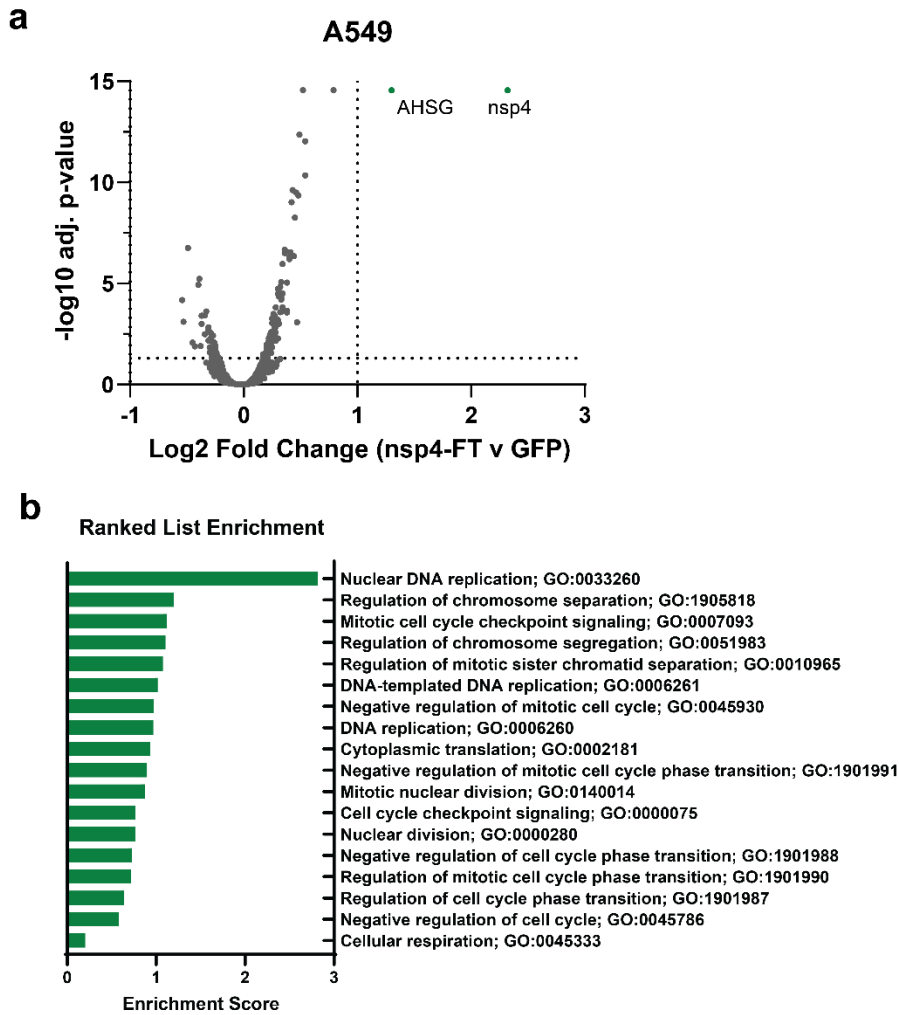 a
A549
15
10
5
0
-log10 adj. p-value
AHSG nsp4
-1 0 1 2 3
Log2 Fold Change (nsp4-FT v GFP)
b
Ranked List Enrichment
Nuclear DNA replication; GO:0033260
Regulation of chromosome separation; GO:1905818
Mitotic cell cycle checkpoint signaling; GO:0007093
Regulation of chromosome segregation; GO:0051983
Regulation of mitotic sister chromatid separation; GO:0010965
DNA-templated DNA replication; GO:0006261
Negative regulation of mitotic cell cycle; GO:0045930
DNA replication; GO:0006260
Cytoplasmic translation; GO:0002181
Negative regulation of mitotic cell cycle phase transition; GO:1901991
Mitotic nuclear division; GO:0140014
Cell cycle checkpoint signaling; GO:0000075
Nuclear division; GO:0000280
Negative regulation of cell cycle phase transition; GO:1901988
Regulation of mitotic cell cycle phase transition; GO:1901990
Regulation of cell cycle phase transition; GO:1901987
Negative regulation of cell cycle; GO:0045786
Cellular respiration; GO:0045333
0 1 2 3
Enrichment Score